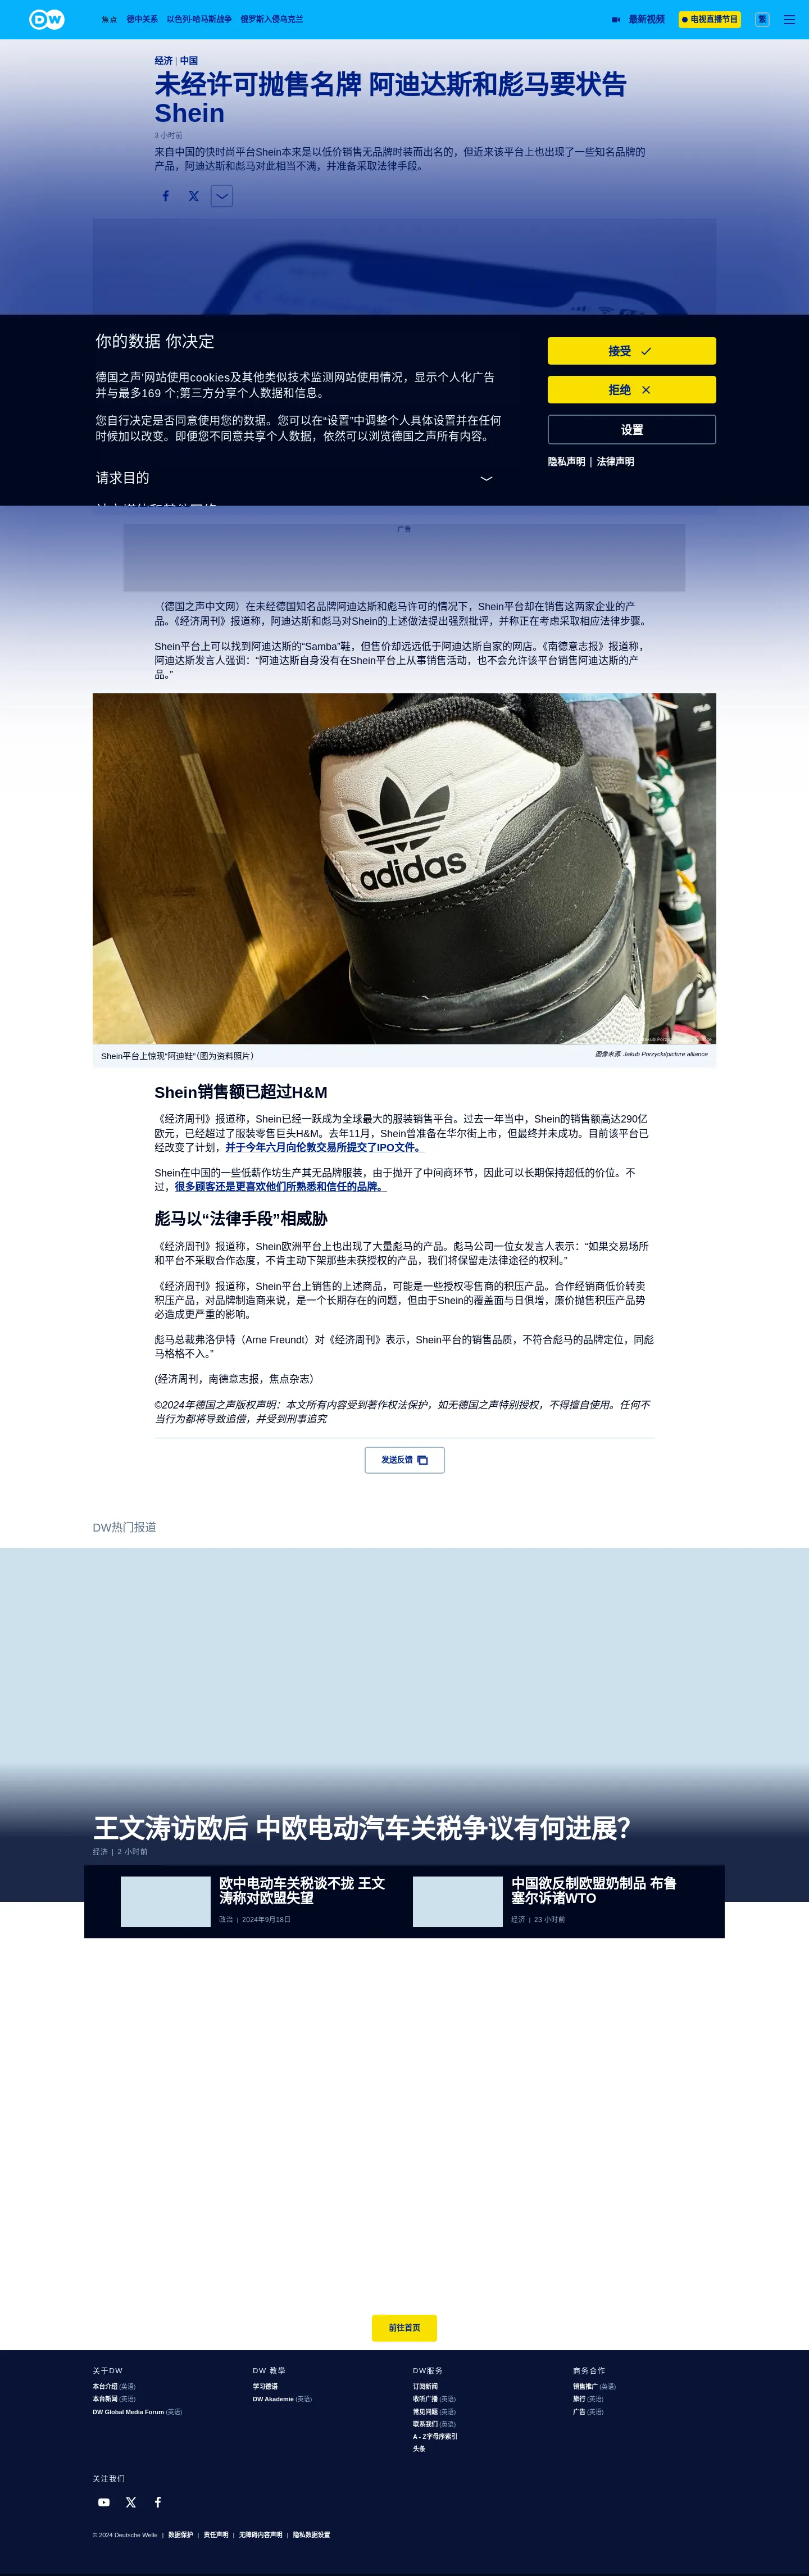 DW
焦点
德中关系
以色列-哈马斯战争
俄罗斯入侵乌克兰
最新视频
电视直播节目
繁
经济 | 中国
未经许可抛售名牌 阿迪达斯和彪马要状告
Shein
3 小时前
来自中国的快时尚平台Shein本来是以低价销售无品牌时装而出名的，但近来该平台上也出现了一些知名品牌的
产品，阿迪达斯和彪马对此相当不满，并准备采取法律手段。
你的数据 你决定
德国之声'网站使用cookies及其他类似技术监测网站使用情况，显示个人化广告
并与最多169 个;第三方分享个人数据和信息。
您自行决定是否同意使用您的数据。您可以在“设置”中调整个人具体设置并在任何
时候加以改变。即便您不同意共享个人数据，依然可以浏览德国之声所有内容。
请求目的
接受
拒绝
设置
隐私声明 | 法律声明
广告
（德国之声中文网）在未经德国知名品牌阿迪达斯和彪马许可的情况下，Shein平台却在销售这两家企业的产
品。《经济周刊》报道称，阿迪达斯和彪马对Shein的上述做法提出强烈批评，并称正在考虑采取相应法律步骤。
Shein平台上可以找到阿迪达斯的“Samba”鞋，但售价却远远低于阿迪达斯自家的网店。《南德意志报》报道称，
阿迪达斯发言人强调：“阿迪达斯自身没有在Shein平台上从事销售活动，也不会允许该平台销售阿迪达斯的产
品。”
adidas
Shein平台上惊现“阿迪鞋”（图为资料照片）
图像来源: Jakub Porzycki/picture alliance
Shein销售额已超过H&M
《经济周刊》报道称，Shein已经一跃成为全球最大的服装销售平台。过去一年当中，Shein的销售额高达290亿
欧元，已经超过了服装零售巨头H&M。去年11月，Shein曾准备在华尔街上市，但最终并未成功。目前该平台已
经改变了计划，并于今年六月向伦敦交易所提交了IPO文件。
Shein在中国的一些低薪作坊生产其无品牌服装，由于抛开了中间商环节，因此可以长期保持超低的价位。不
过，很多顾客还是更喜欢他们所熟悉和信任的品牌。
彪马以“法律手段”相威胁
《经济周刊》报道称，Shein欧洲平台上也出现了大量彪马的产品。彪马公司一位女发言人表示：“如果交易场所
和平台不采取合作态度，不肯主动下架那些未获授权的产品，我们将保留走法律途径的权利。”
《经济周刊》报道称，Shein平台上销售的上述商品，可能是一些授权零售商的积压产品。合作经销商低价转卖
积压产品，对品牌制造商来说，是一个长期存在的问题，但由于Shein的覆盖面与日俱增，廉价抛售积压产品势
必造成更严重的影响。
彪马总裁弗洛伊特（Arne Freundt）对《经济周刊》表示，Shein平台的销售品质，不符合彪马的品牌定位，同彪
马格格不入。”
(经济周刊，南德意志报，焦点杂志）
©2024年德国之声版权声明：本文所有内容受到著作权法保护，如无德国之声特别授权，不得擅自使用。任何不
当行为都将导致追偿，并受到刑事追究
发送反馈
DW热门报道
王文涛访欧后 中欧电动汽车关税争议有何进展？
经济 | 2 小时前
欧中电动车关税谈不拢 王文
涛称对欧盟失望
政治 | 2024年9月18日
中国欲反制欧盟奶制品 布鲁
塞尔诉诸WTO
经济 | 23 小时前
前往首页
关于DW
本台介绍 (英语)
本台新闻 (英语)
DW Global Media Forum (英语)
DW 教學
学习德语
DW Akademie (英语)
DW服务
订阅新闻
收听广播 (英语)
常见问题 (英语)
联系我们 (英语)
A - Z字母序索引
头条
商务合作
销售推广 (英语)
旅行 (英语)
广告 (英语)
关注我们
© 2024 Deutsche Welle | 数据保护 | 责任声明 | 无障碍内容声明 | 隐私数据设置